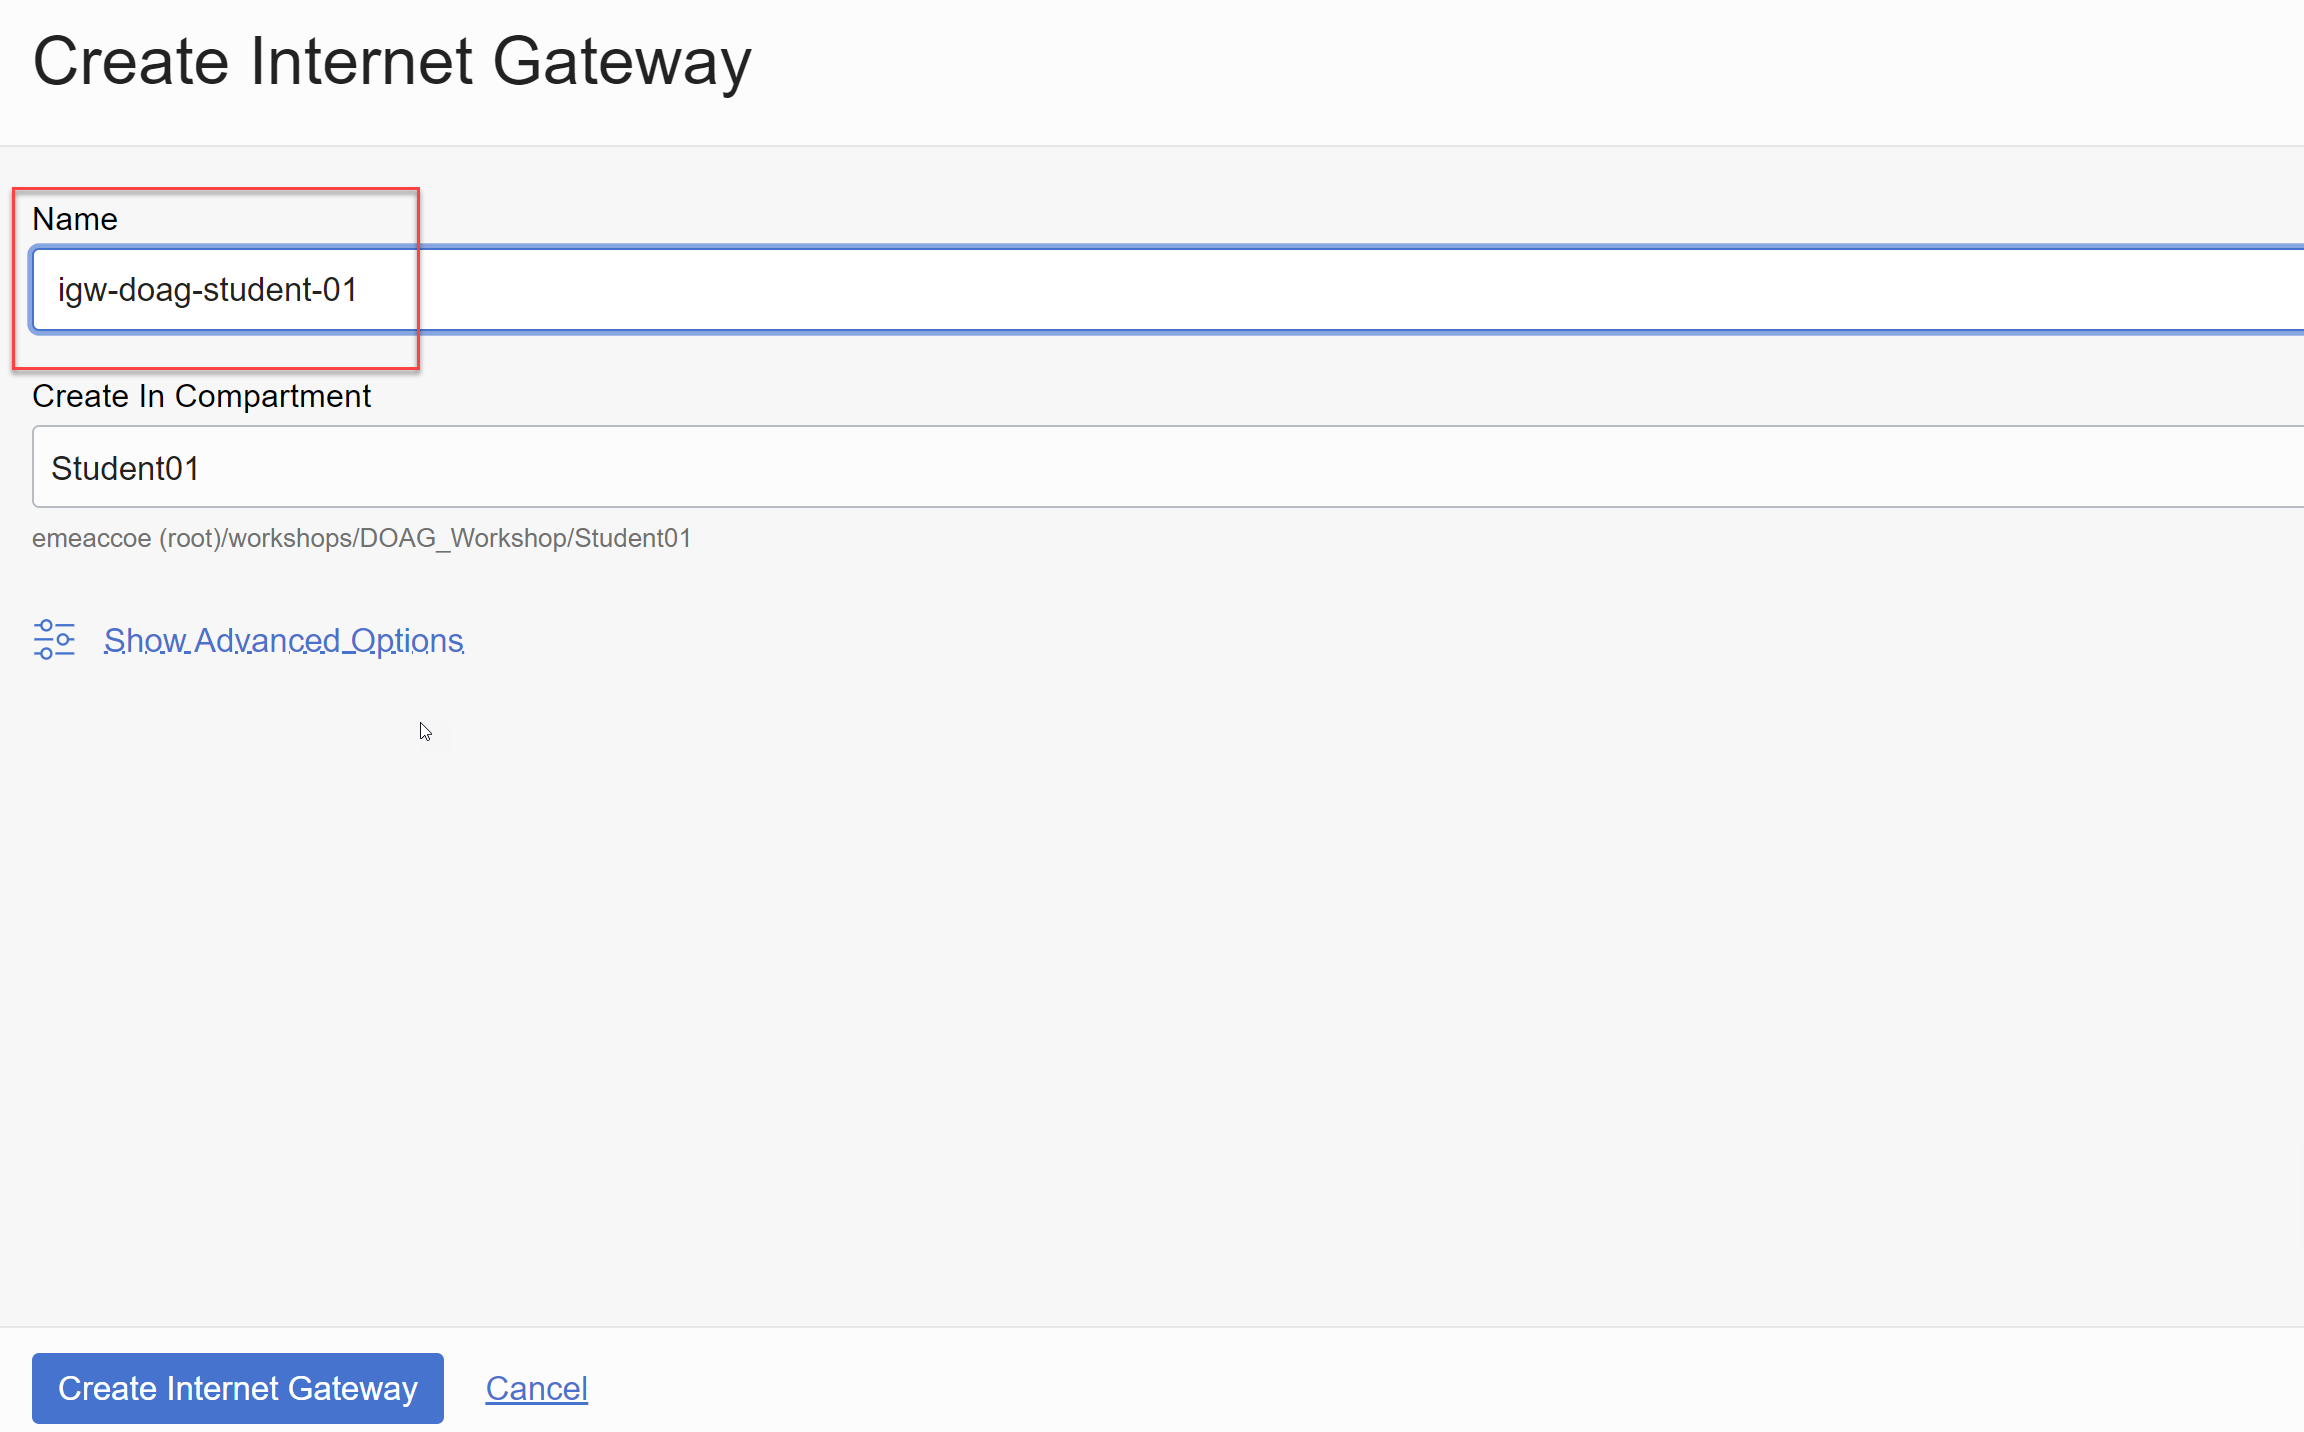 Create Internet Gateway
Name
igw-doag-student-01
Create In Compartment
Student01
emeaccoe (root)/workshops/DOAG_Workshop/Student01
Show Advanced Options
Create Internet Gateway Cancel